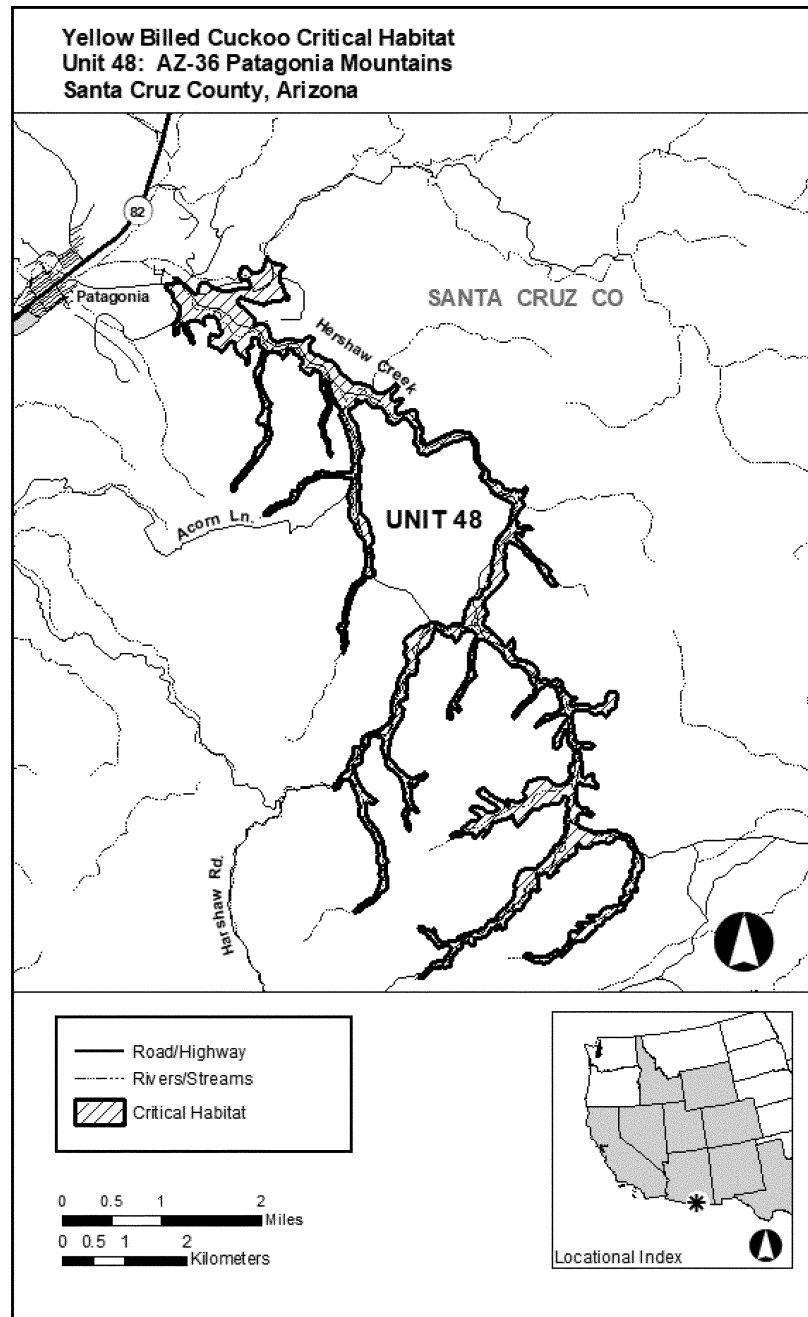 Yellow Billed Cuckoo Critical Habitat
Unit 48: AZ-36 Patagonia Mountains
Santa Cruz County, Arizona
82
Patagonia
SANTA CRUZ CO
Hershaw Creek
Acorn Ln.
UNIT 48
Harshaw Rd.
Road/Highway
Rivers/Streams
Critical Habitat
0 0.5 1 2
Miles
0 0.5 1 2
Kilometers
Locational Index